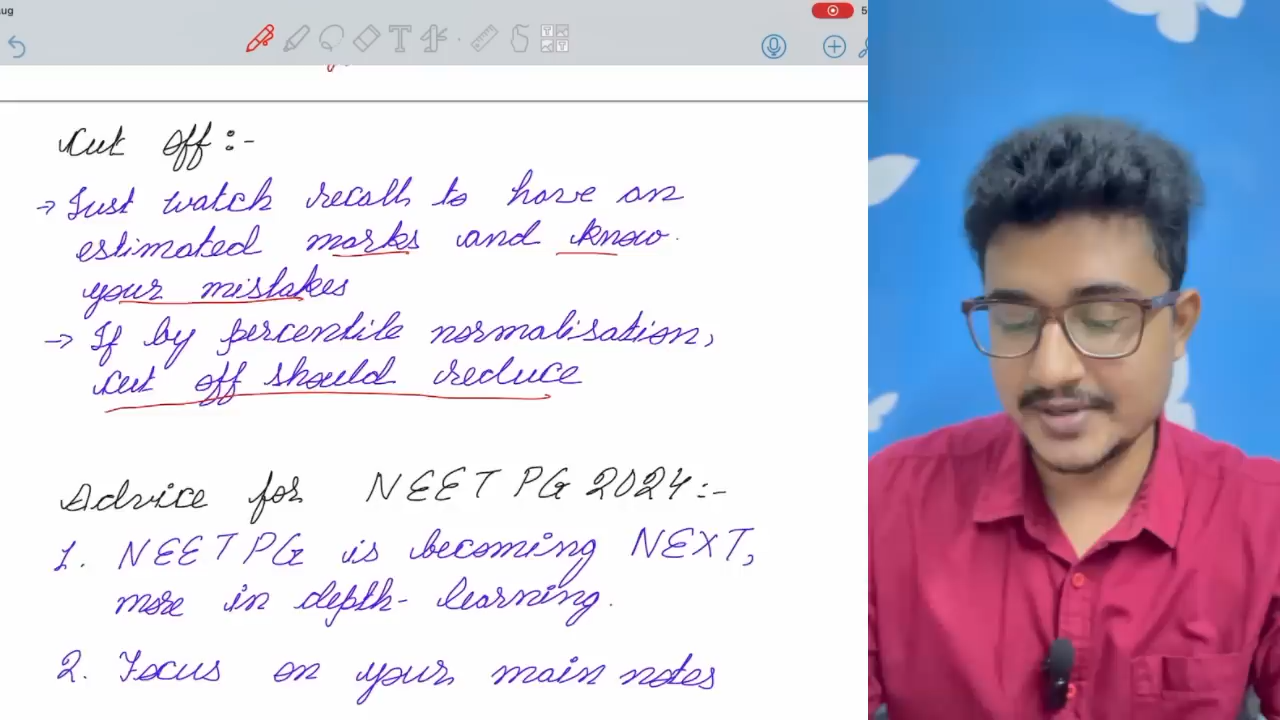 ug
5
Cut off:-
→ Just watch recall to have an
estimated marks and know
your mistakes
→ If by percentile normalisation,
cut off should reduce
Advice for NEET PG 2024:-
1. NEET PG is becoming NEXT,
more in depth learning.
2. Focus on your main notes